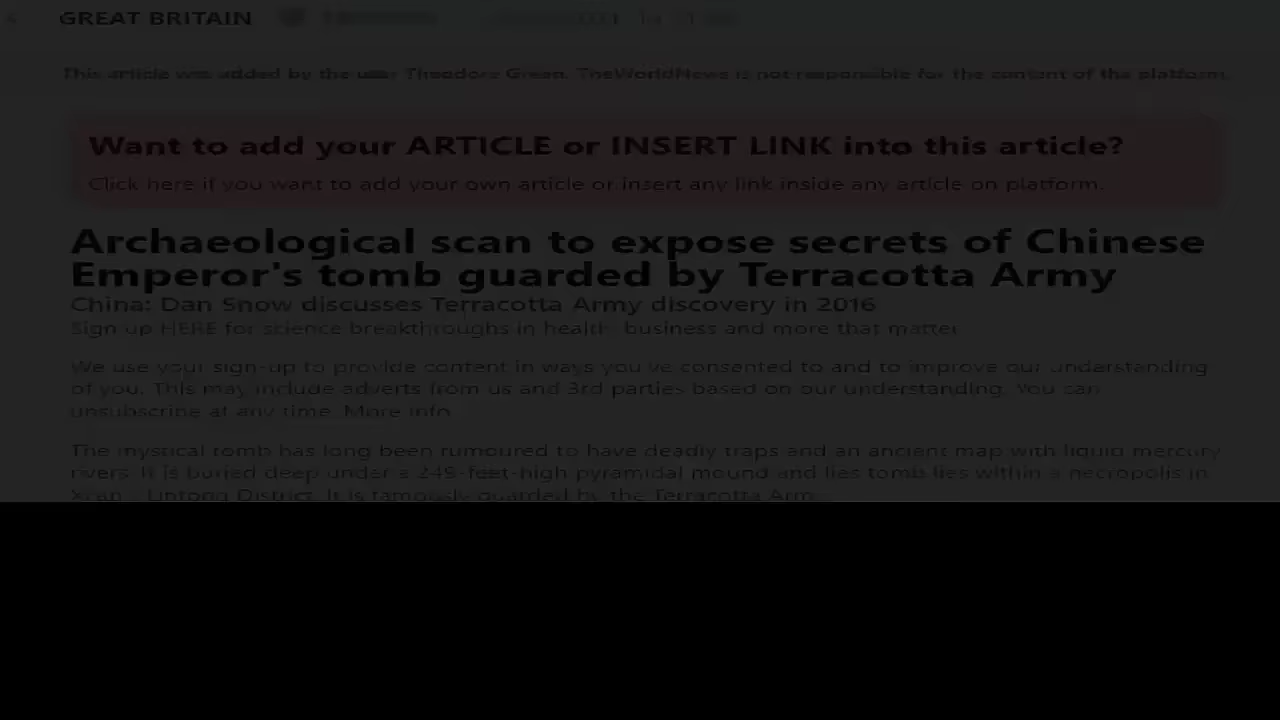 GREAT BRITAIN
This article was added by the user Theodore Green. TheWorldNews is not responsible for the content of the platform.
Want to add your ARTICLE or INSERT LINK into this article?
Click here if you want to add your own article or insert any link inside any article on platform.
Archaeological scan to expose secrets of Chinese
Emperor's tomb guarded by Terracotta Army
China: Dan Snow discusses Terracotta Army discovery in 2016
Sign up HERE for science breakthroughs in health, business and more that matter
We use your sign-up to provide content in ways you've consented to and to improve our understanding
of you. This may include adverts from us and 3rd parties based on our understanding. You can
unsubscribe at any time. More info
The mystical tomb has long been rumoured to have deadly traps and an ancient map with liquid mercury
rivers. It is buried deep under a 249-feet-high pyramidal mound and lies tomb lies within a necropolis in
Lintong District. It is famously guarded by the Terracotta Army.